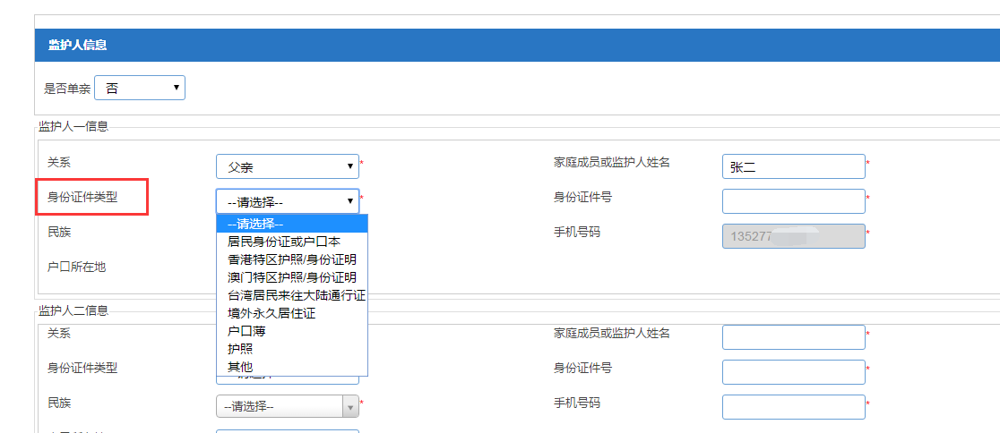 监护人信息
是否单亲 否
监护人一信息
关系 父亲 * 家庭成员或监护人姓名 张二 *
身份证件类型 --请选择-- * 身份证件号 *
--请选择--
居民身份证或户口本
民族 手机号码 135277 *
香港特区护照/身份证明
户口所在地
澳门特区护照/身份证明
台湾居民来往大陆通行证
监护人二信息
境外永久居住证
关系 家庭成员或监护人姓名 *
户口薄
护照
身份证件类型 身份证件号 *
其他
民族 --请选择-- * 手机号码 *